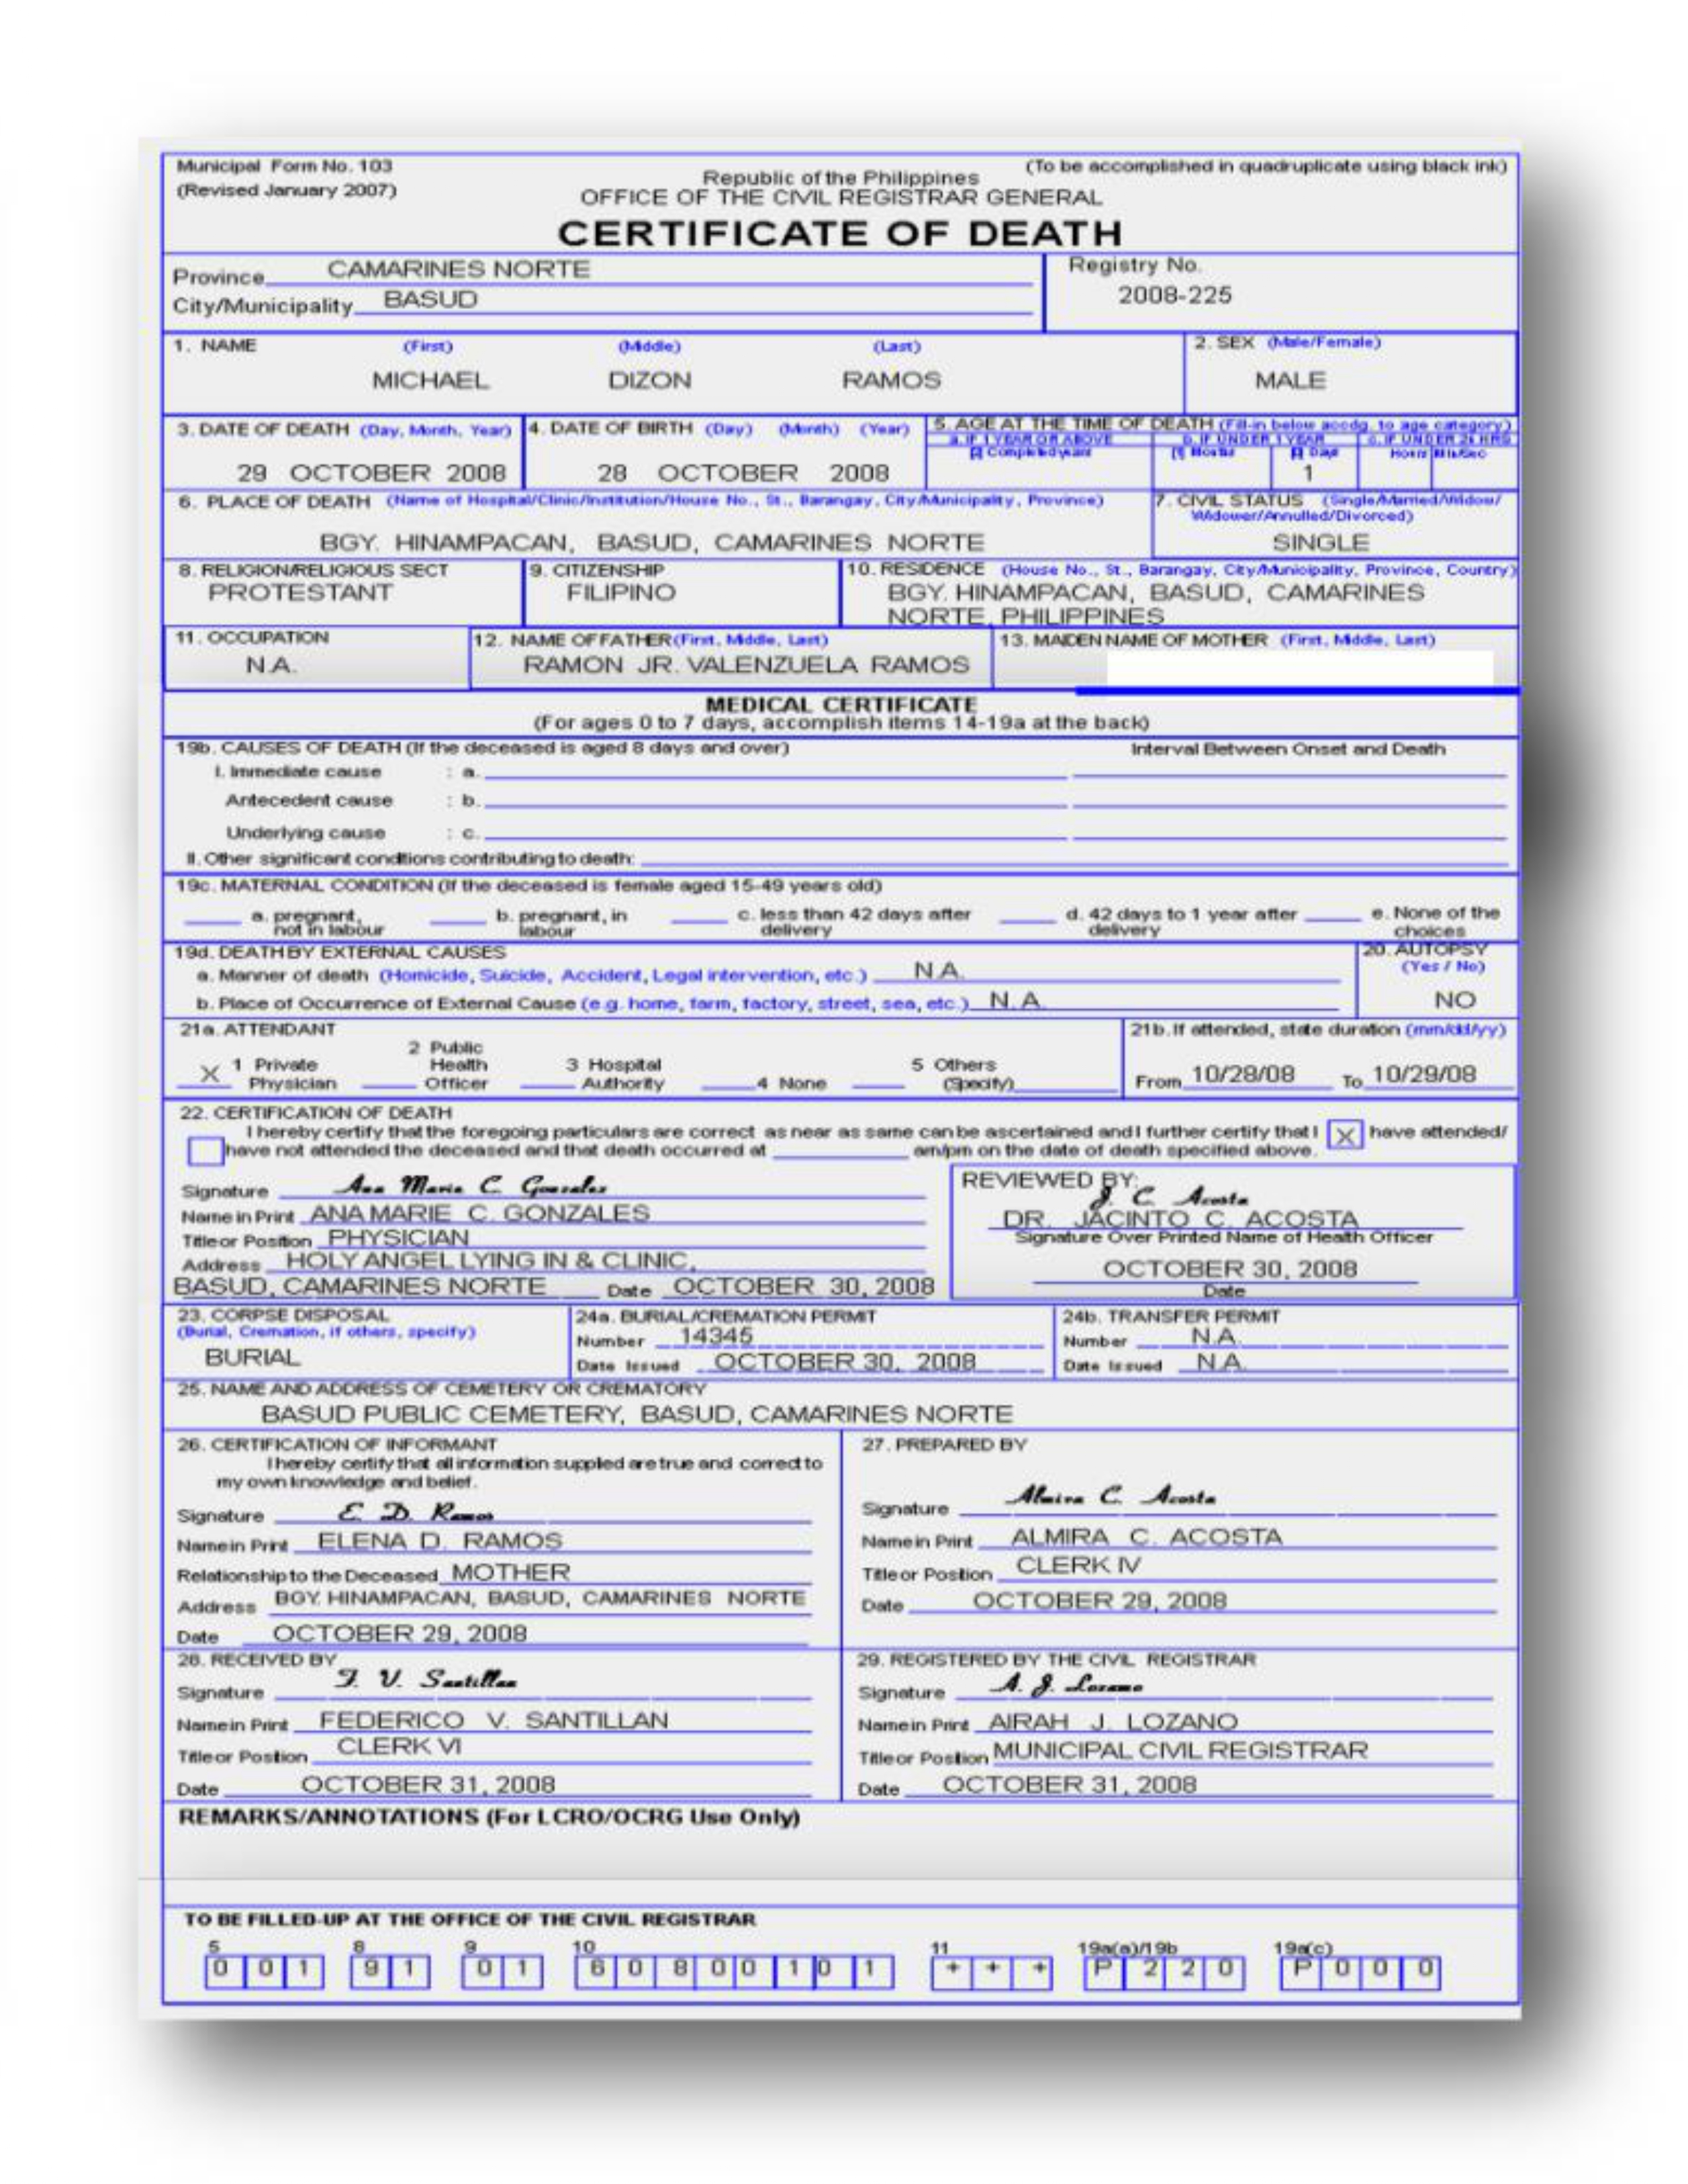 Municipal Form No. 103
(Revised January 2007)
(To be accomplished in quadruplicate using black ink)
Republic of the Philippines
OFFICE OF THE CIVIL REGISTRAR GENERAL
CERTIFICATE OF DEATH
Province CAMARINES NORTE
City/Municipality BASUD
Registry No.
2008-225
1. NAME (First) (Middle) (Last)
MICHAEL DIZON RAMOS
2. SEX (Male/Female)
MALE
3. DATE OF DEATH (Day, Month, Year)
29 OCTOBER 2008
4. DATE OF BIRTH (Day) (Month) (Year)
28 OCTOBER 2008
5. AGE AT THE TIME OF DEATH (Fill-in below accdg. to age category)
a. IF 1 YEAR OR ABOVE b. IF UNDER 1 YEAR c. IF UNDER 24 HRS
[2] Completed years [1] Months [0] Days Hours Min/Sec
1
6. PLACE OF DEATH (Name of Hospital/Clinic/Institution/House No., St., Barangay, City/Municipality, Province)
BGY. HINAMPACAN, BASUD, CAMARINES NORTE
7. CIVIL STATUS (Single/Married/Widow/
Widower/Annulled/Divorced)
SINGLE
8. RELIGION/RELIGIOUS SECT
PROTESTANT
9. CITIZENSHIP
FILIPINO
10. RESIDENCE (House No., St., Barangay, City/Municipality, Province, Country)
BGY. HINAMPACAN, BASUD, CAMARINES
NORTE, PHILIPPINES
11. OCCUPATION
N.A.
12. NAME OF FATHER (First, Middle, Last)
RAMON JR. VALENZUELA RAMOS
13. MAIDEN NAME OF MOTHER (First, Middle, Last)
MEDICAL CERTIFICATE
(For ages 0 to 7 days, accomplish items 14-19a at the back)
19b. CAUSES OF DEATH (If the deceased is aged 8 days and over) Interval Between Onset and Death
I. Immediate cause : a.
Antecedent cause : b.
Underlying cause : c.
II. Other significant conditions contributing to death:
19c. MATERNAL CONDITION (If the deceased is female aged 15-49 years old)
a. pregnant, not in labour b. pregnant, in labour c. less than 42 days after delivery d. 42 days to 1 year after delivery e. None of the choices
19d. DEATH BY EXTERNAL CAUSES
a. Manner of death (Homicide, Suicide, Accident, Legal intervention, etc.) N.A.
b. Place of Occurrence of External Cause (e.g. home, farm, factory, street, sea, etc.) N.A.
20. AUTOPSY
(Yes / No)
NO
21a. ATTENDANT
X 1 Private Physician 2 Public Health Officer 3 Hospital Authority 4 None 5 Others (Specify)
21b. If attended, state duration (mm/dd/yy)
From 10/28/08 To 10/29/08
22. CERTIFICATION OF DEATH
I hereby certify that the foregoing particulars are correct as near as same can be ascertained and I further certify that I X have attended/
have not attended the deceased and that death occurred at am/pm on the date of death specified above.
Signature Ana Marie C. Gonzales
Name in Print ANA MARIE C. GONZALES
Title or Position PHYSICIAN
Address HOLY ANGEL LYING IN & CLINIC,
BASUD, CAMARINES NORTE Date OCTOBER 30, 2008
REVIEWED BY:
J. C. Acosta
DR. JACINTO C. ACOSTA
Signature Over Printed Name of Health Officer
OCTOBER 30, 2008
Date
23. CORPSE DISPOSAL
(Burial, Cremation, if others, specify)
BURIAL
24a. BURIAL/CREMATION PERMIT
Number 14345
Date Issued OCTOBER 30, 2008
24b. TRANSFER PERMIT
Number N.A.
Date Issued N.A.
25. NAME AND ADDRESS OF CEMETERY OR CREMATORY
BASUD PUBLIC CEMETERY, BASUD, CAMARINES NORTE
26. CERTIFICATION OF INFORMANT
I hereby certify that all information supplied are true and correct to
my own knowledge and belief.
Signature E. D. Ramos
Name in Print ELENA D. RAMOS
Relationship to the Deceased MOTHER
Address BGY. HINAMPACAN, BASUD, CAMARINES NORTE
Date OCTOBER 29, 2008
27. PREPARED BY
Signature Almira C. Acosta
Name in Print ALMIRA C. ACOSTA
Title or Position CLERK IV
Date OCTOBER 29, 2008
28. RECEIVED BY
Signature F. V. Santillan
Name in Print FEDERICO V. SANTILLAN
Title or Position CLERK VI
Date OCTOBER 31, 2008
29. REGISTERED BY THE CIVIL REGISTRAR
Signature A. J. Lozano
Name in Print AIRAH J. LOZANO
Title or Position MUNICIPAL CIVIL REGISTRAR
Date OCTOBER 31, 2008
REMARKS/ANNOTATIONS (For LCRO/OCRG Use Only)
TO BE FILLED-UP AT THE OFFICE OF THE CIVIL REGISTRAR
5 8 9 10 11 19a(a)/19b 19a(c)
0 0 1 9 1 0 1 6 0 8 0 0 1 0 1 + + + P 2 2 0 P 0 0 0